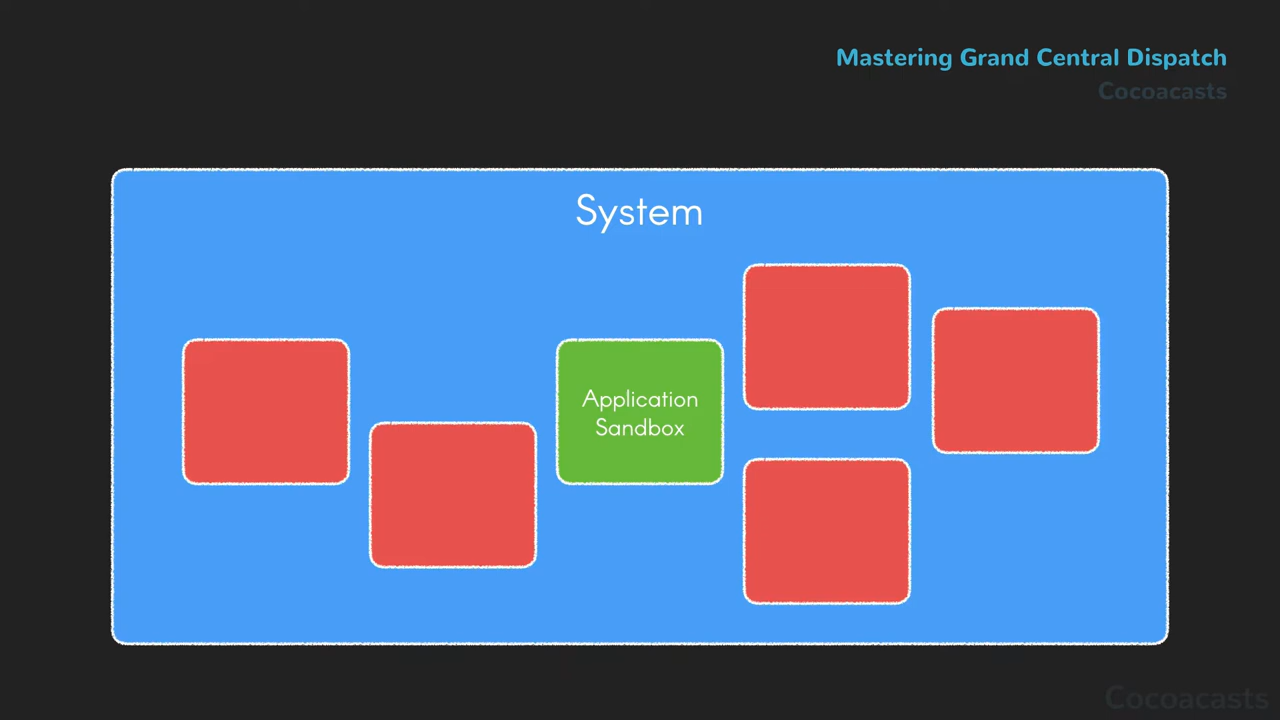 Mastering Grand Central Dispatch
Cocoacasts
System
Application
Sandbox
Cocoacasts